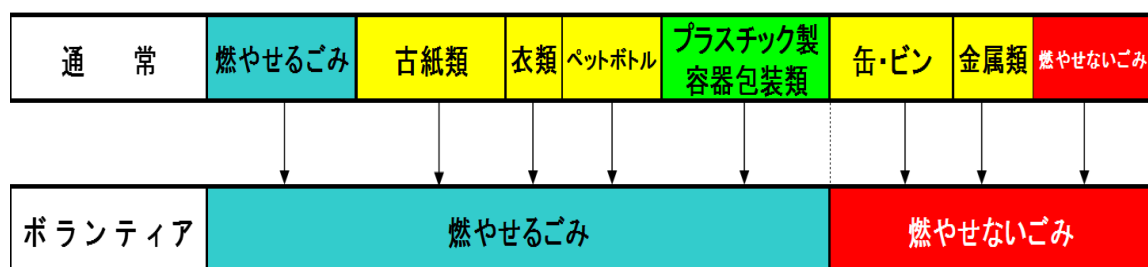 通　常
燃やせるごみ
古紙類
衣類
ペットボトル
プラスチック製
容器包装類
缶・ビン
金属類
燃やせないごみ
ボランティア
燃やせるごみ
燃やせないごみ